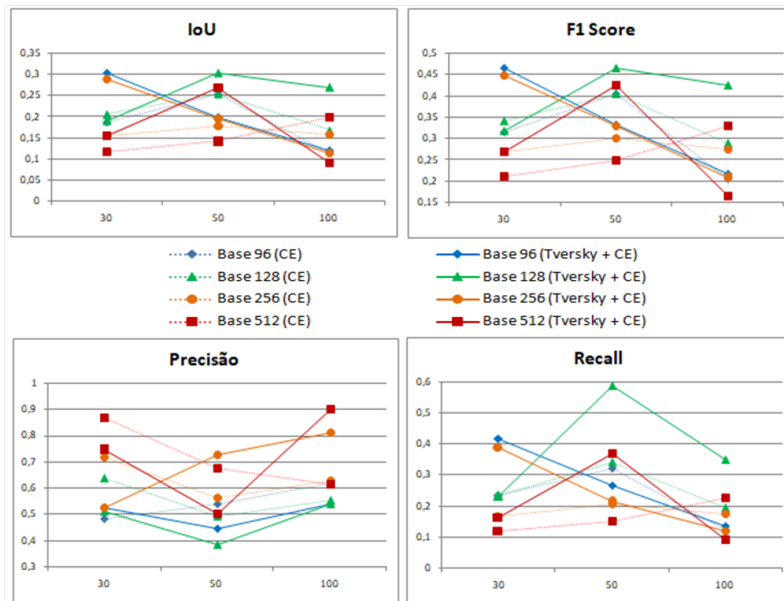 IoU
0,35
0,3
0,25
0,2
0,15
0,1
0,05
0
30 50 100
F1 Score
0,5
0,45
0,4
0,35
0,3
0,25
0,2
0,15
30 50 100
Base 96 (CE)
Base 128 (CE)
Base 256 (CE)
Base 512 (CE)
Base 96 (Tversky + CE)
Base 128 (Tversky + CE)
Base 256 (Tversky + CE)
Base 512 (Tversky + CE)
Precisão
1
0,9
0,8
0,7
0,6
0,5
0,4
0,3
30 50 100
Recall
0,6
0,5
0,4
0,3
0,2
0,1
0
30 50 100